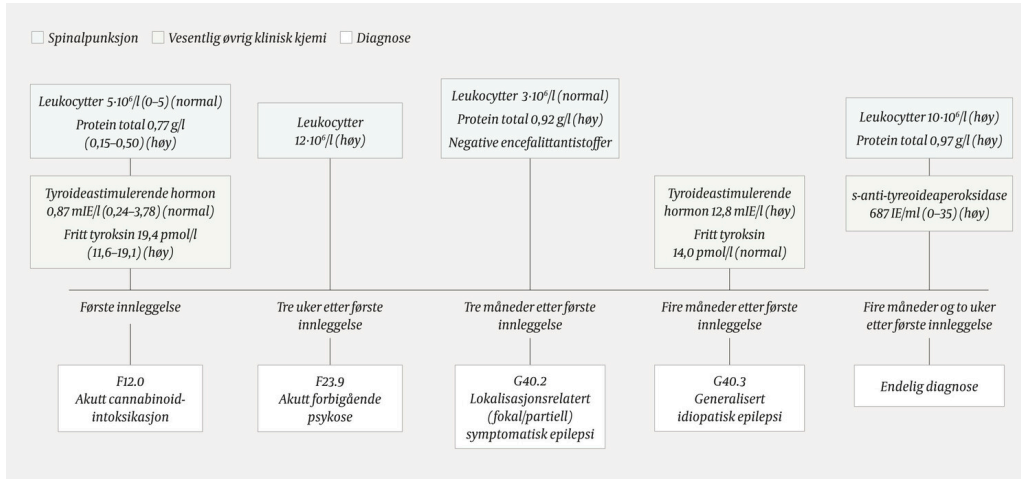 Spinalpunksjon Vesentlig øvrig klinisk kjemi Diagnose
Leukocytter 5·10⁶/l (0–5) (normal)
Protein total 0,77 g/l
(0,15–0,50) (høy)
Leukocytter
12·10⁶/l (høy)
Leukocytter 3·10⁶/l (normal)
Protein total 0,92 g/l (høy)
Negative encefalittantistoffer
Leukocytter 10·10⁶/l (høy)
Protein total 0,97 g/l (høy)
Tyroideastimulerende hormon
0,87 mIE/l (0,24–3,78) (normal)
Fritt tyroksin 19,4 pmol/l
(11,6–19,1) (høy)
Tyroideastimulerende
hormon 12,8 mIE/l (høy)
Fritt tyroksin
14,0 pmol/l (normal)
s-anti-tyreoideaperoksidase
687 IE/ml (0–35) (høy)
Første innleggelse
Tre uker etter første
innleggelse
Tre måneder etter første
innleggelse
Fire måneder etter første
innleggelse
Fire måneder og to uker
etter første innleggelse
F12.0
Akutt cannabinoid-
intoksikasjon
F23.9
Akutt forbigående
psykose
G40.2
Lokalisasjonsrelatert
(fokal/partiell)
symptomatisk epilepsi
G40.3
Generalisert
idiopatisk epilepsi
Endelig diagnose